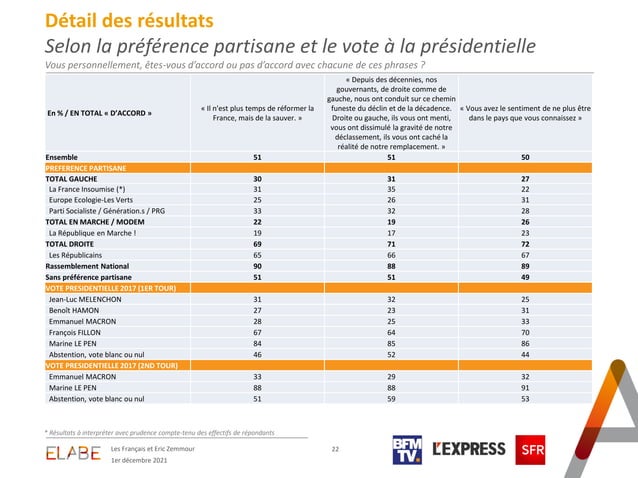 Détail des résultats
Selon la préférence partisane et le vote à la présidentielle
Vous personnellement, êtes-vous d’accord ou pas d’accord avec chacune de ces phrases ?
En % / EN TOTAL « D’ACCORD »
« Il n'est plus temps de réformer la
France, mais de la sauver. »
« Depuis des décennies, nos
gouvernants, de droite comme de
gauche, nous ont conduit sur ce chemin
funeste du déclin et de la décadence.
Droite ou gauche, ils vous ont menti,
vous ont dissimulé la gravité de notre
déclassement, ils vous ont caché la
réalité de notre remplacement. »
« Vous avez le sentiment de ne plus être
dans le pays que vous connaissez »
Ensemble 51 51 50
PREFERENCE PARTISANE
TOTAL GAUCHE 30 31 27
La France Insoumise (*) 31 35 22
Europe Ecologie-Les Verts 25 26 31
Parti Socialiste / Génération.s / PRG 33 32 28
TOTAL EN MARCHE / MODEM 22 19 26
La République en Marche ! 19 17 23
TOTAL DROITE 69 71 72
Les Républicains 65 66 67
Rassemblement National 90 88 89
Sans préférence partisane 51 51 49
VOTE PRESIDENTIELLE 2017 (1ER TOUR)
Jean-Luc MELENCHON 31 32 25
Benoît HAMON 27 23 31
Emmanuel MACRON 28 25 33
François FILLON 67 64 70
Marine LE PEN 84 85 86
Abstention, vote blanc ou nul 46 52 44
VOTE PRESIDENTIELLE 2017 (2ND TOUR)
Emmanuel MACRON 33 29 32
Marine LE PEN 88 88 91
Abstention, vote blanc ou nul 51 59 53
* Résultats à interpréter avec prudence compte-tenu des effectifs de répondants
ELABE
Les Français et Eric Zemmour
1er décembre 2021
22
BFM
TV.
L'EXPRESS
SFR